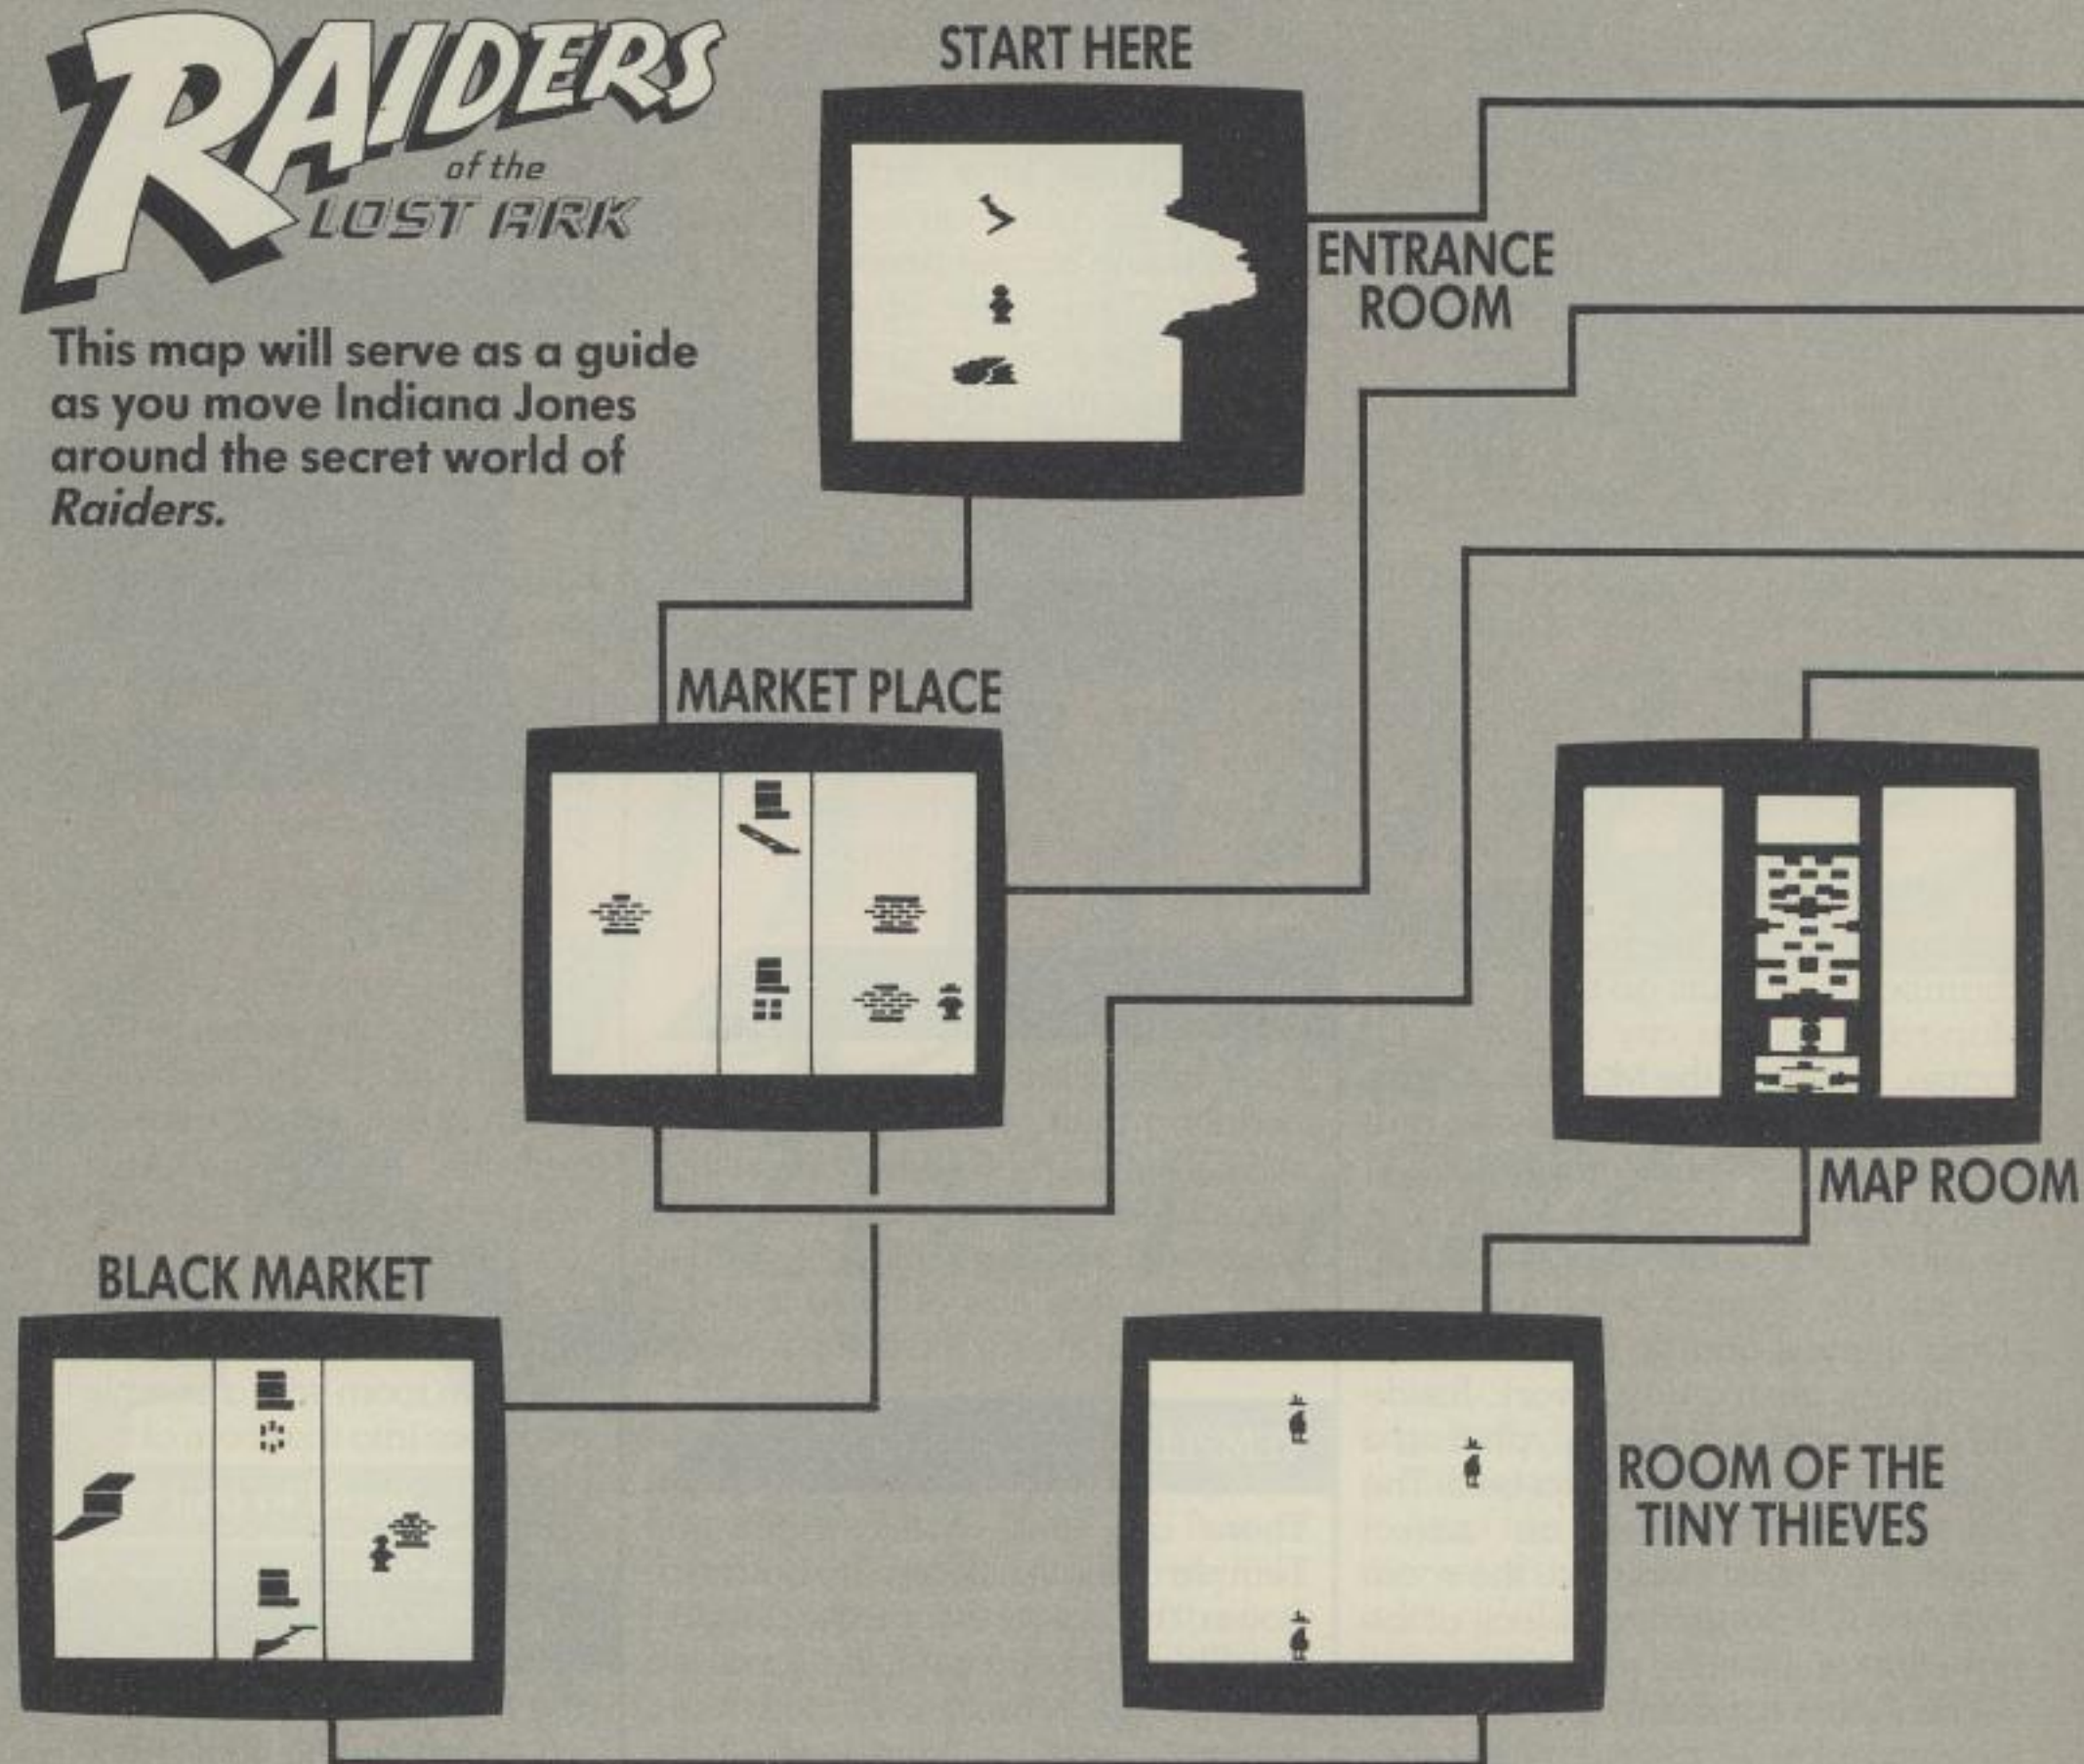 RAIDERS
of the
LOST ARK
This map will serve as a guide
as you move Indiana Jones
around the secret world of
Raiders.
START HERE
ENTRANCE
ROOM
MARKET PLACE
MAP ROOM
BLACK MARKET
ROOM OF THE
TINY THIEVES